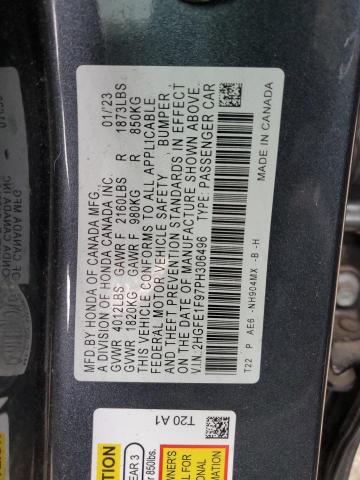 MFD.BY HONDA OF CANADA MFG. 01/23
A DIVISION OF HONDA CANADA INC.
GVWR 4012LBS GAWR F 2160LBS R 1873LBS
GVWR 1820KG GAWR F 980KG R 850KG
THIS VEHICLE CONFORMS TO ALL APPLICABLE
FEDERAL MOTOR VEHICLE SAFETY BUMPER,
AND THEFT PREVENTION STANDARDS IN EFFECT
ON THE DATE OF MANUFACTURE SHOWN ABOVE.
V.I.N.:2HGFE1F97PH306496 TYPE: PASSENGER CAR
MADE IN CANADA
T22 P AE6 -NH904MX -B -H
T20 A1